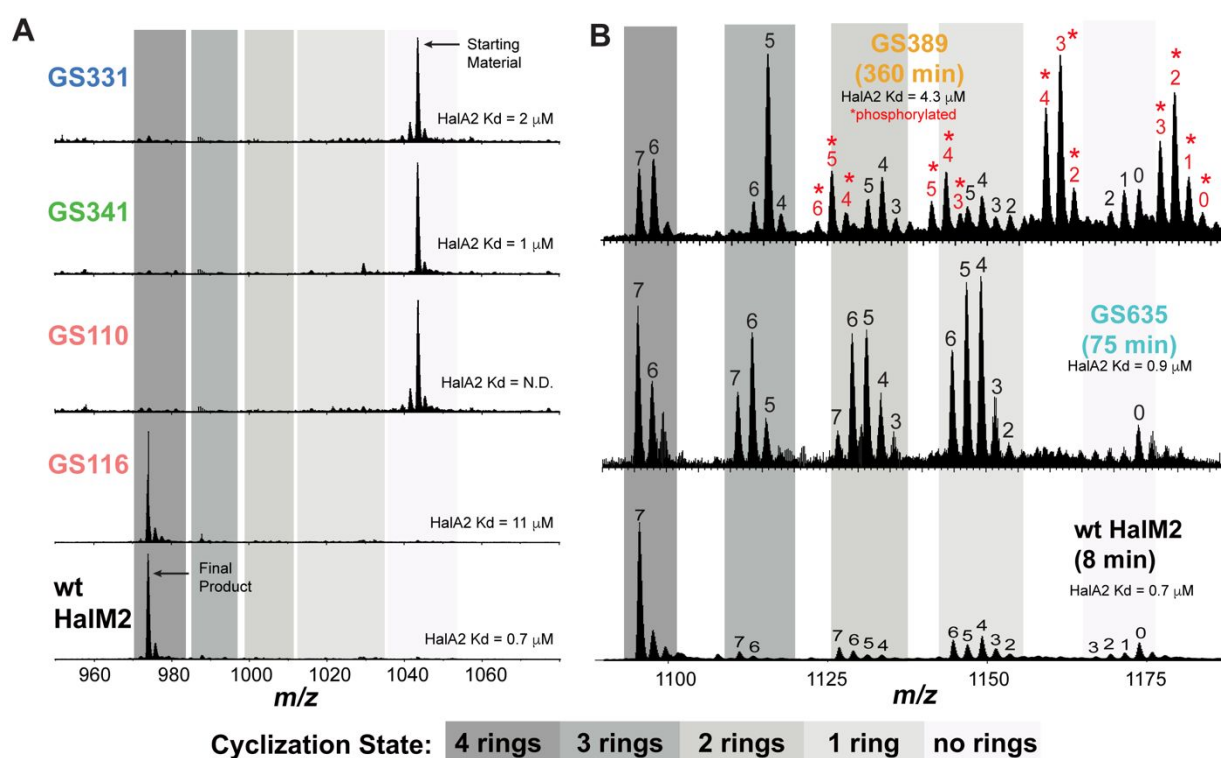 A
GS331
Starting
Material
HalA2 Kd = 2 µM
GS341
HalA2 Kd = 1 µM
GS110
HalA2 Kd = N.D.
GS116
HalA2 Kd = 11 µM
wt
HalM2
Final
Product
HalA2 Kd = 0.7 µM
960 980 1000 1020 1040 1060
m/z
B
GS389
(360 min)
HalA2 Kd = 4.3 µM
*phosphorylated
7 6 6 5 4 *6 *5 *4 5 4 3 *5 *4 *3 5 4 3 2 *4 3* *2 2 1 0 *3 *2 *1 *0
GS635
(75 min)
HalA2 Kd = 0.9 µM
7 6 7 6 5 7 6 5 4 3 6 5 4 3 2 0
wt HalM2
(8 min)
HalA2 Kd = 0.7 µM
7 7 6 7 6 5 4 6 5 4 3 2 3 2 1 0
1100 1125 1150 1175
m/z
Cyclization State: 4 rings 3 rings 2 rings 1 ring no rings